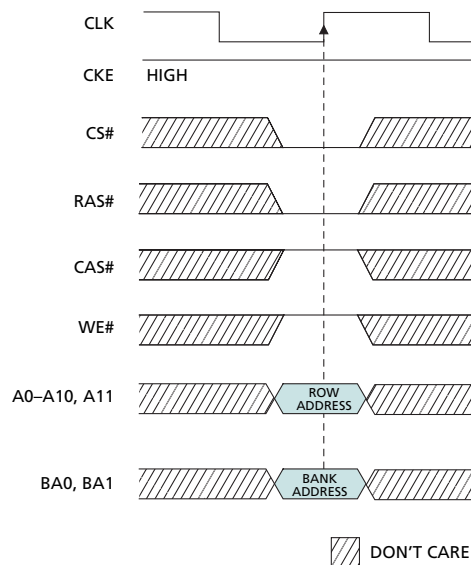 CLK
CKE HIGH
CS#
RAS#
CAS#
WE#
A0–A10, A11 ROW
ADDRESS
BA0, BA1 BANK
ADDRESS
DON'T CARE